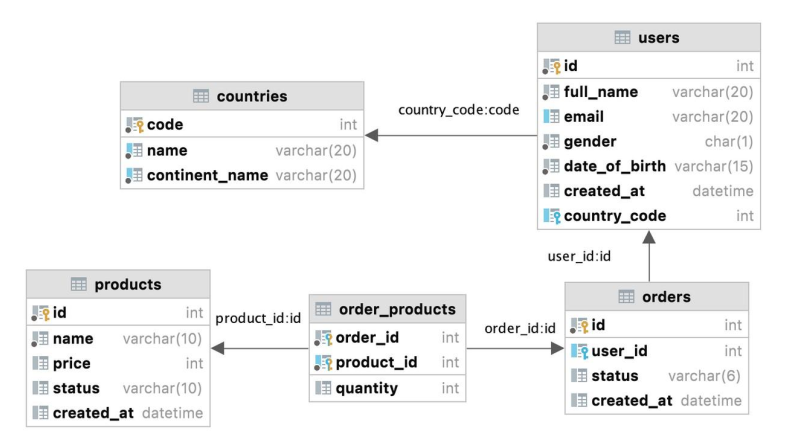 users
id int
full_name varchar(20)
email varchar(20)
gender char(1)
date_of_birth varchar(15)
created_at datetime
country_code int
countries
code int
name varchar(20)
continent_name varchar(20)
country_code:code
user_id:id
products
id int
name varchar(10)
price int
status varchar(10)
created_at datetime
product_id:id
order_products
order_id int
product_id int
quantity int
order_id:id
orders
id int
user_id int
status varchar(6)
created_at datetime